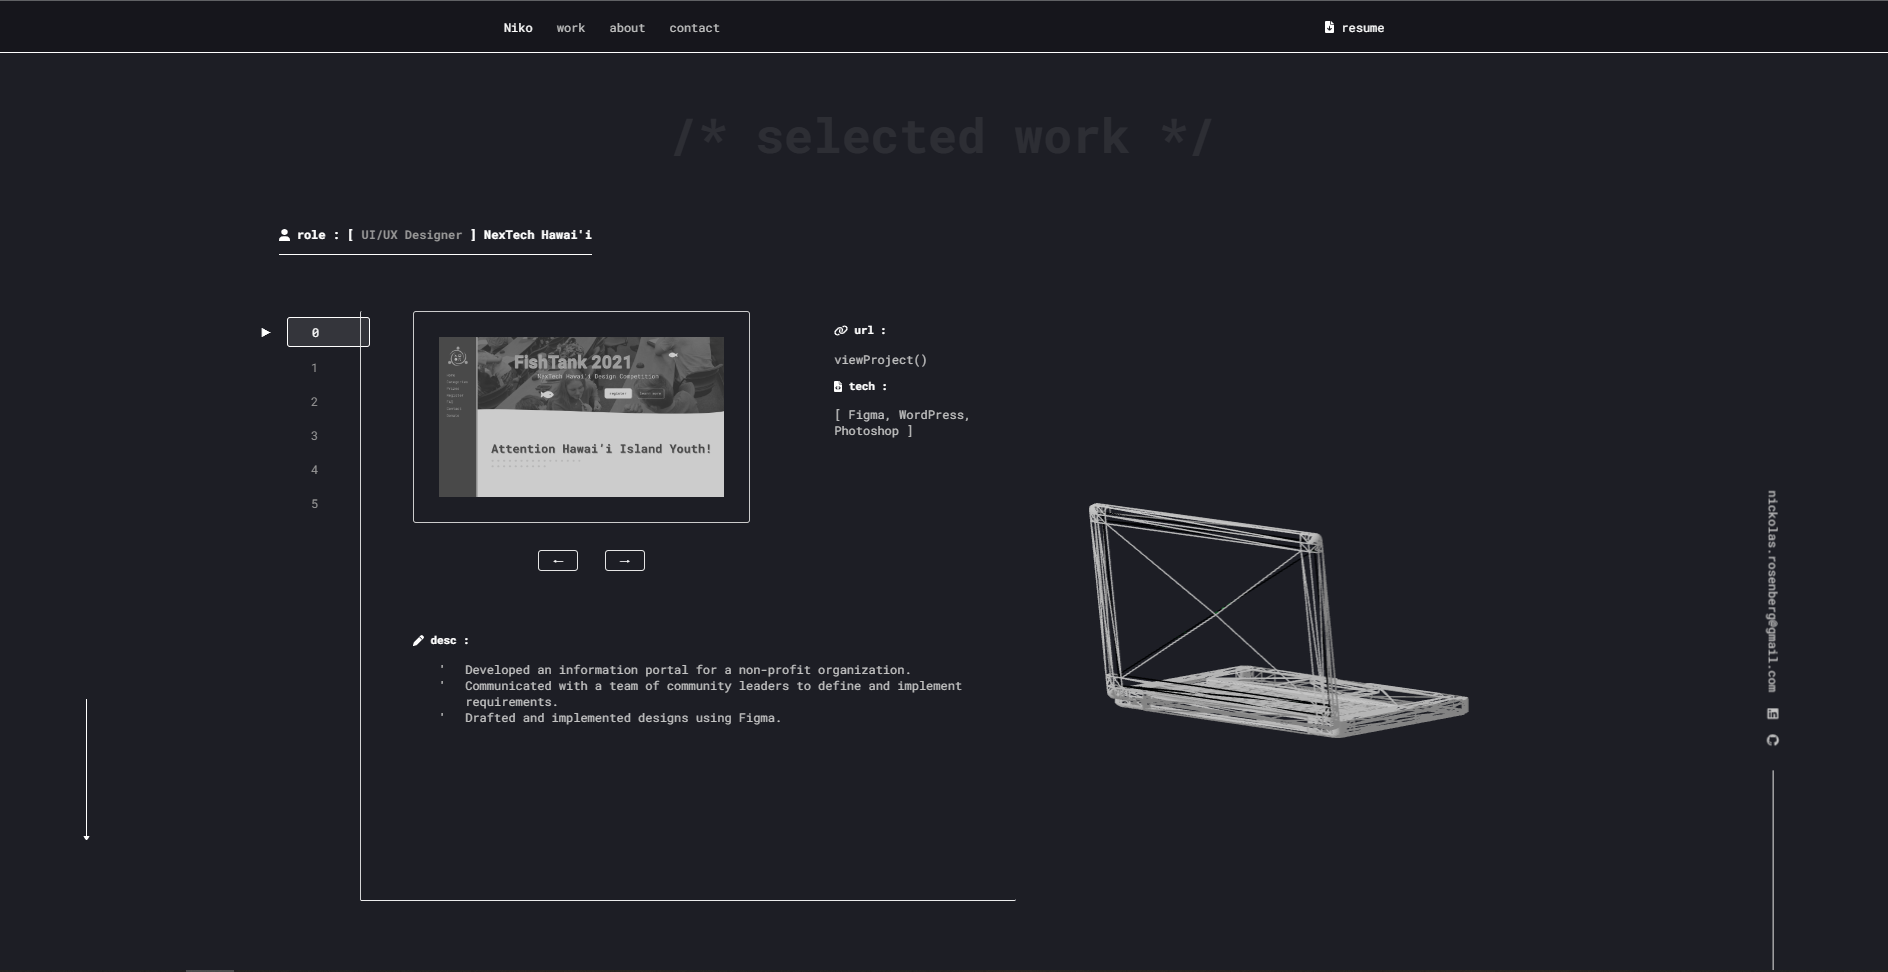 Niko work about contact resume
/* selected work */
role : [ UI/UX Designer ] NexTech Hawai'i
0
1
2
3
4
5
FishTank 2021
NexTech Hawai'i Design Competition
register learn more
Attention Hawai'i Island Youth!
← →
url :
viewProject()
tech :
[ Figma, WordPress,
Photoshop ]
desc :
' Developed an information portal for a non-profit organization.
' Communicated with a team of community leaders to define and implement
requirements.
' Drafted and implemented designs using Figma.
nickolas.rosenberg@gmail.com